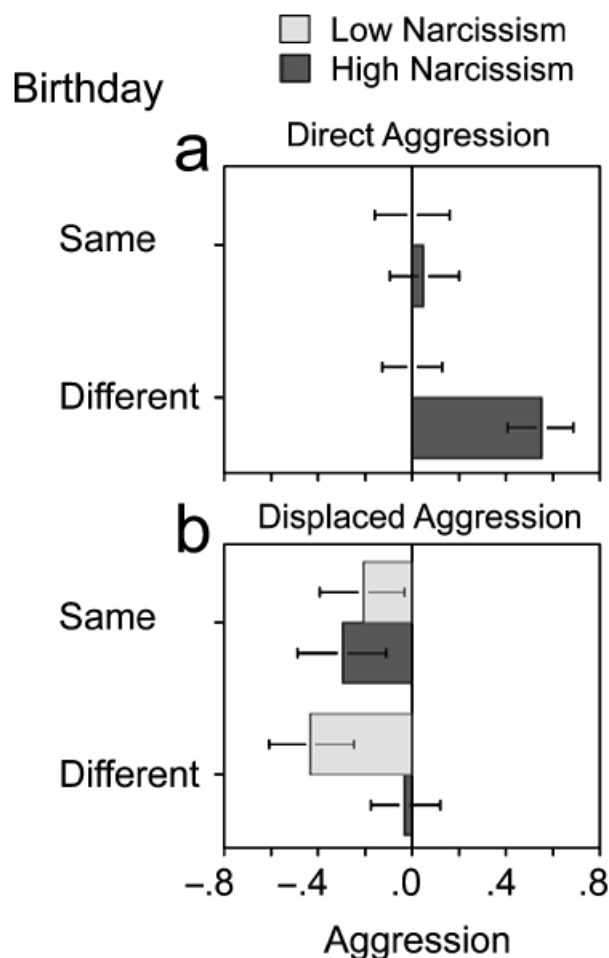 Low Narcissism
High Narcissism
Birthday
a Direct Aggression
Same
Different
b Displaced Aggression
Same
Different
–.8 –.4 .0 .4 .8
Aggression